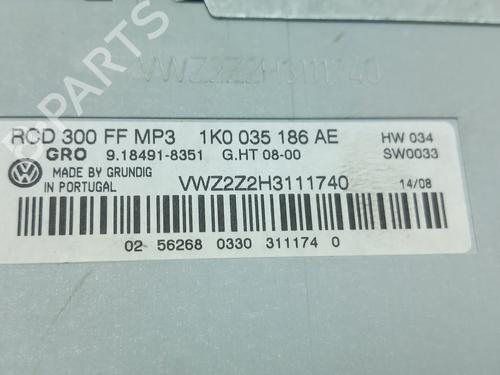 VWZ2Z2H3111740
RCD 300 FF MP3 1K0 035 186 AE HW 034
GRO 9.18491-8351 G.HT 08-00 SW0033
MADE BY GRUNDIG
IN PORTUGAL VWZ2Z2H3111740 14/08
02 56268 0330 311174 0
B-PARTS